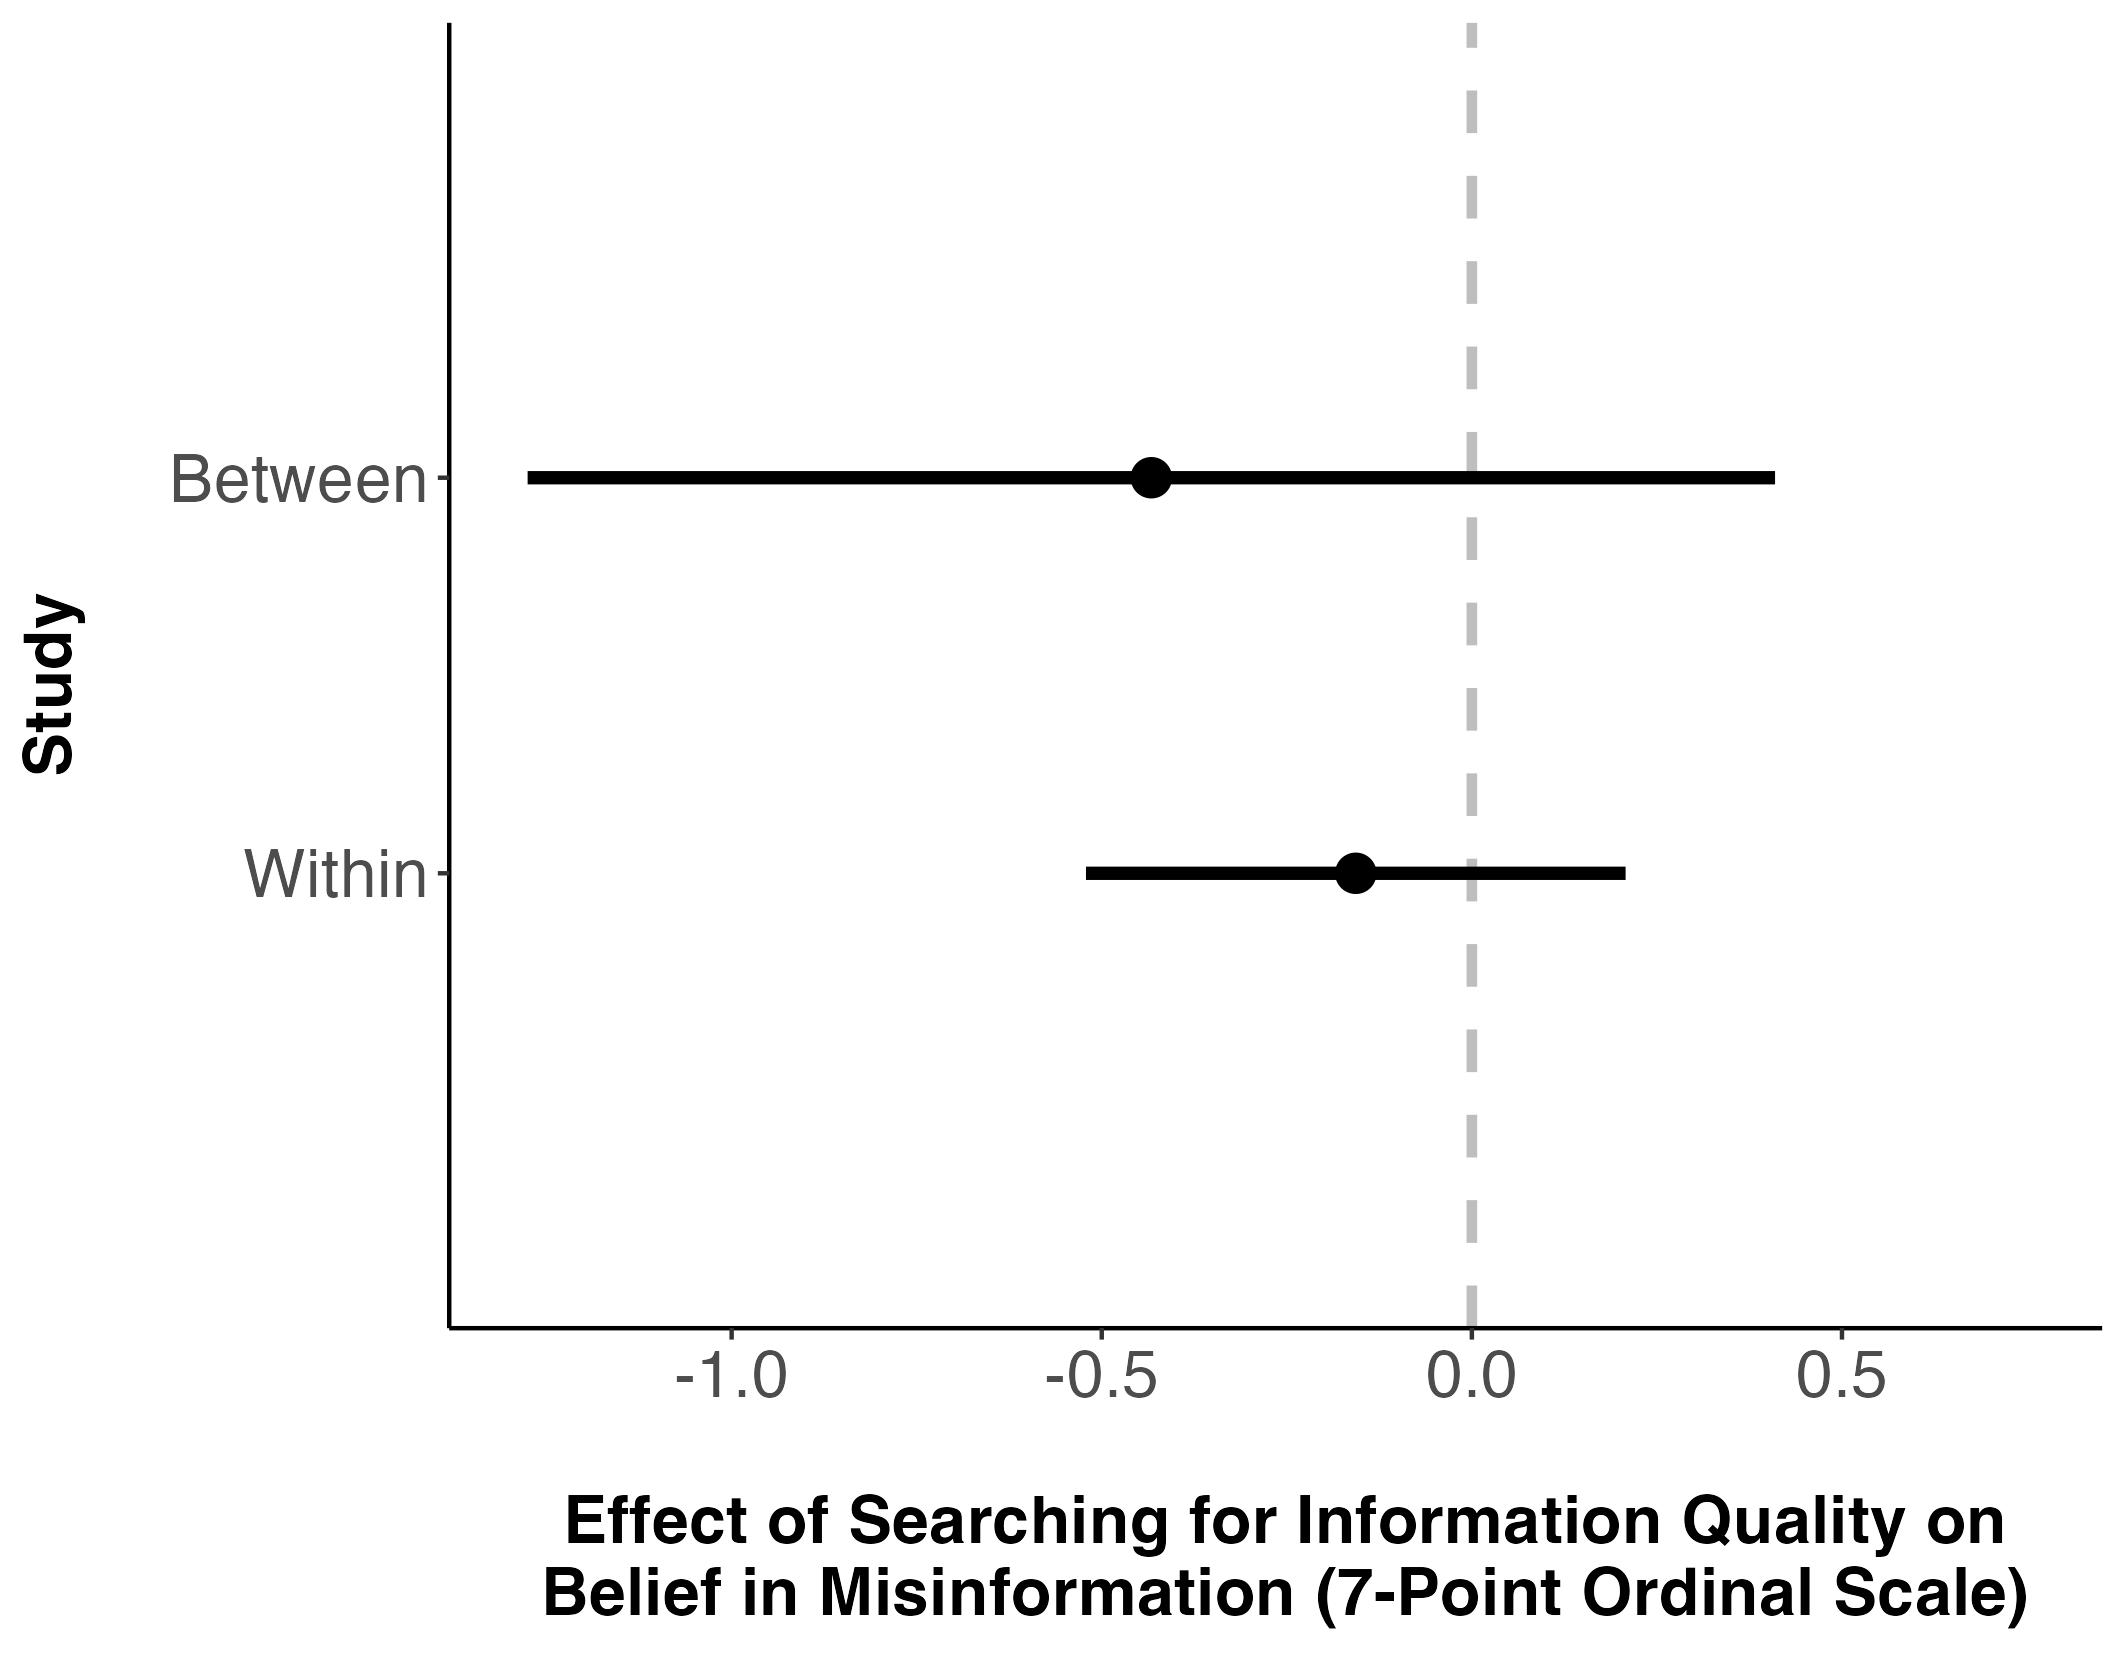 Study
Between
Within
-1.0
-0.5
0.0
0.5
Effect of Searching for Information Quality on
Belief in Misinformation (7-Point Ordinal Scale)